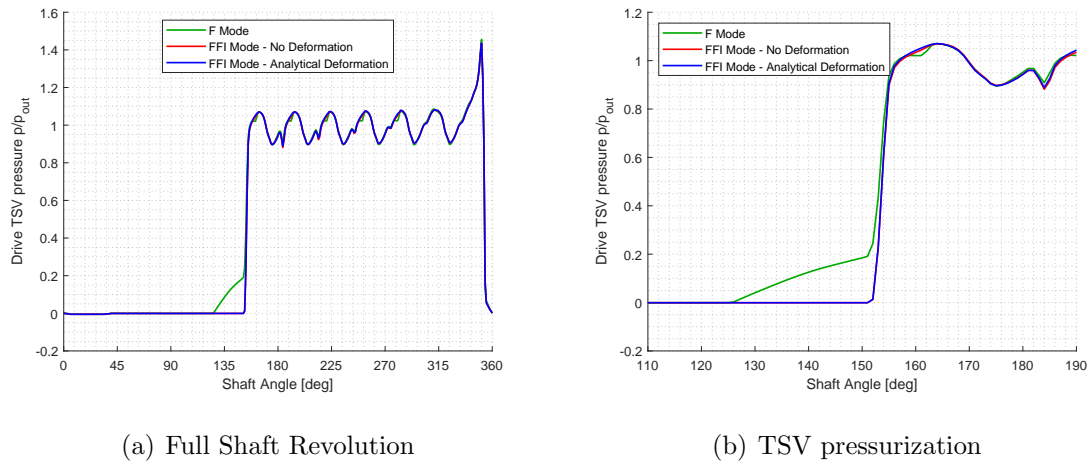 1.6
1.4
1.2
1
0.8
0.6
0.4
0.2
0
-0.2
Drive TSV pressure p/p_out
F Mode
FFI Mode - No Deformation
FFI Mode - Analytical Deformation
0 45 90 135 180 225 270 315 360
Shaft Angle [deg]
(a) Full Shaft Revolution
1.2
1
0.8
0.6
0.4
0.2
0
-0.2
Drive TSV pressure p/p_out
F Mode
FFI Mode - No Deformation
FFI Mode - Analytical Deformation
110 120 130 140 150 160 170 180 190
Shaft Angle [deg]
(b) TSV pressurization